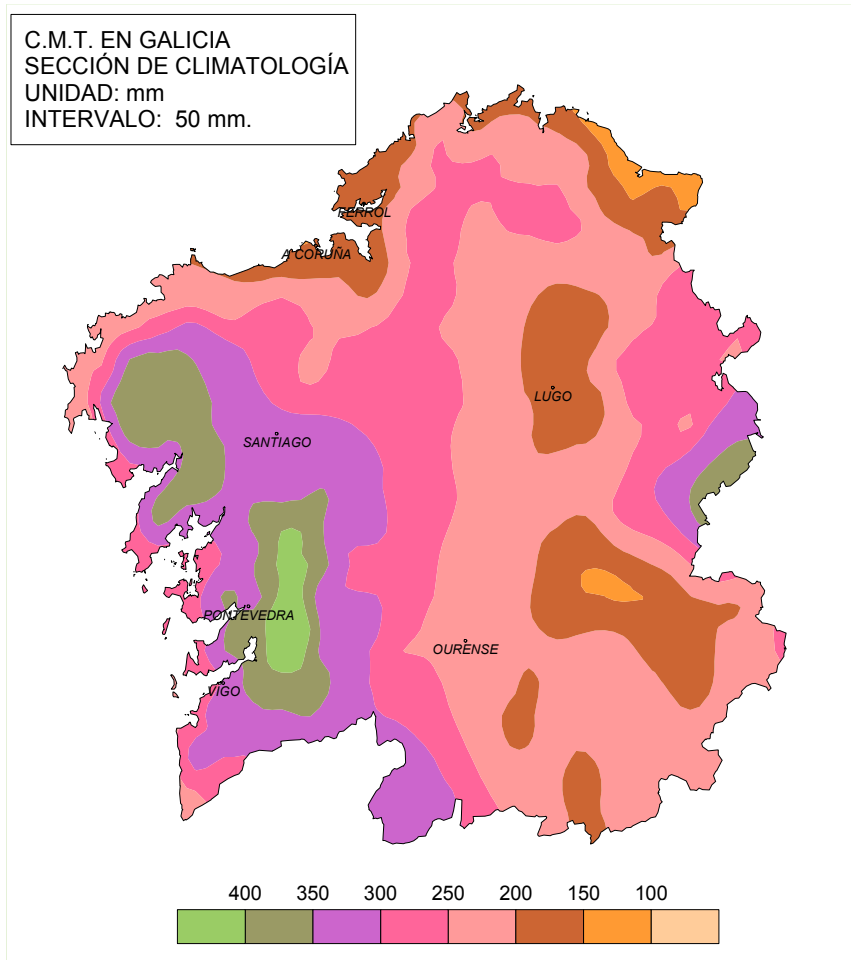 C.M.T. EN GALICIA
SECCIÓN DE CLIMATOLOGÍA
UNIDAD: mm
INTERVALO: 50 mm.
FERROL
A CORUÑA
LUGO
SANTIAGO
PONTEVEDRA
OURENSE
VIGO
400 350 300 250 200 150 100